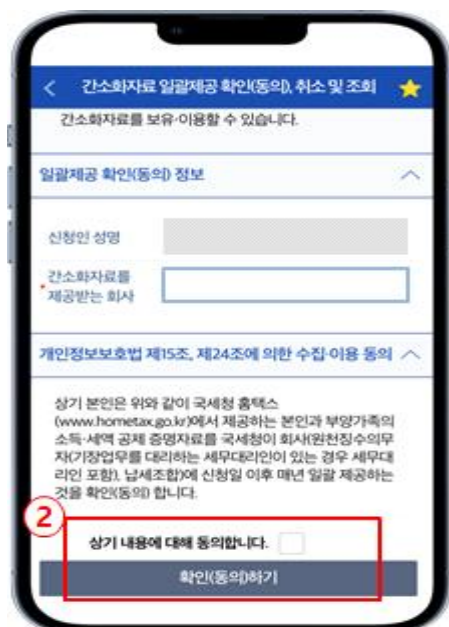 간소화자료 일괄제공 확인(동의), 취소 및 조회
간소화자료를 보유·이용할 수 있습니다.
일괄제공 확인(동의) 정보
신청인 성명
간소화자료를
* 제공받는 회사
개인정보보호법 제15조, 제24조에 의한 수집·이용 동의
상기 본인은 위와 같이 국세청 홈택스
(www.hometax.go.kr)에서 제공하는 본인과 부양가족의
소득·세액 공제 증명자료를 국세청이 회사(원천징수의무
자(기장업무를 대리하는 세무대리인이 있는 경우 세무대
리인 포함), 납세조합)에 신청일 이후 매년 일괄 제공하는
것을 확인(동의) 합니다.
2
상기 내용에 대해 동의합니다.
확인(동의)하기